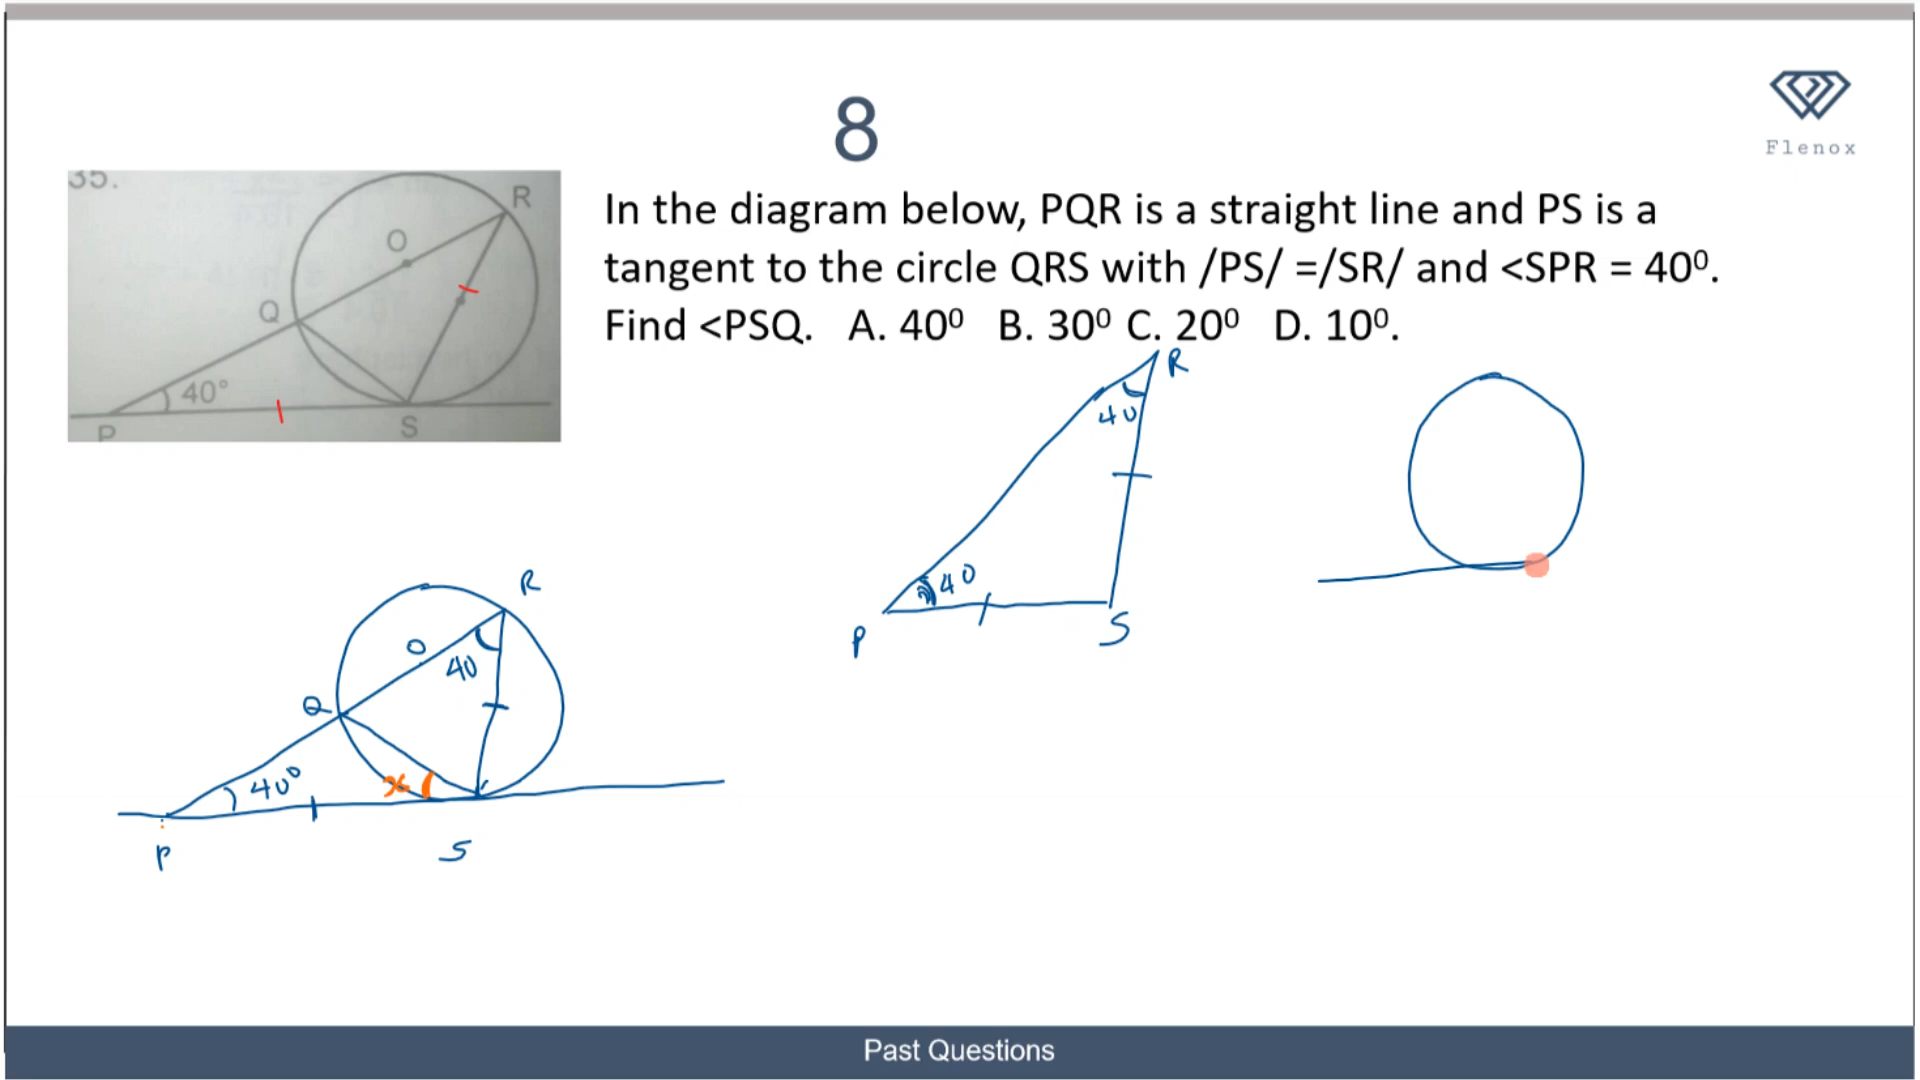 8
Flenox
35.
R
O
Q
40°
P
S
In the diagram below, PQR is a straight line and PS is a
tangent to the circle QRS with /PS/ =/SR/ and <SPR = 40⁰.
Find <PSQ. A. 40⁰ B. 30⁰ C. 20⁰ D. 10⁰.
R
40
40
P
S
R
O
40
Q
40⁰
x
P
S
Past Questions